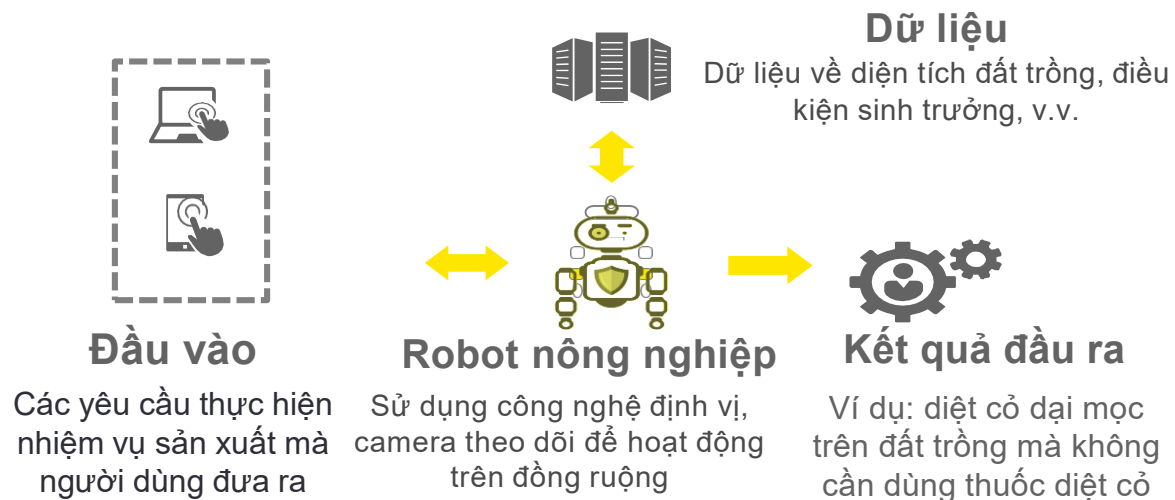 Dữ liệu
Dữ liệu về diện tích đất trồng, điều
kiện sinh trưởng, v.v.
Đầu vào
Các yêu cầu thực hiện
nhiệm vụ sản xuất mà
người dùng đưa ra
Robot nông nghiệp
Sử dụng công nghệ định vị,
camera theo dõi để hoạt động
trên đồng ruộng
Kết quả đầu ra
Ví dụ: diệt cỏ dại mọc
trên đất trồng mà không
cần dùng thuốc diệt cỏ